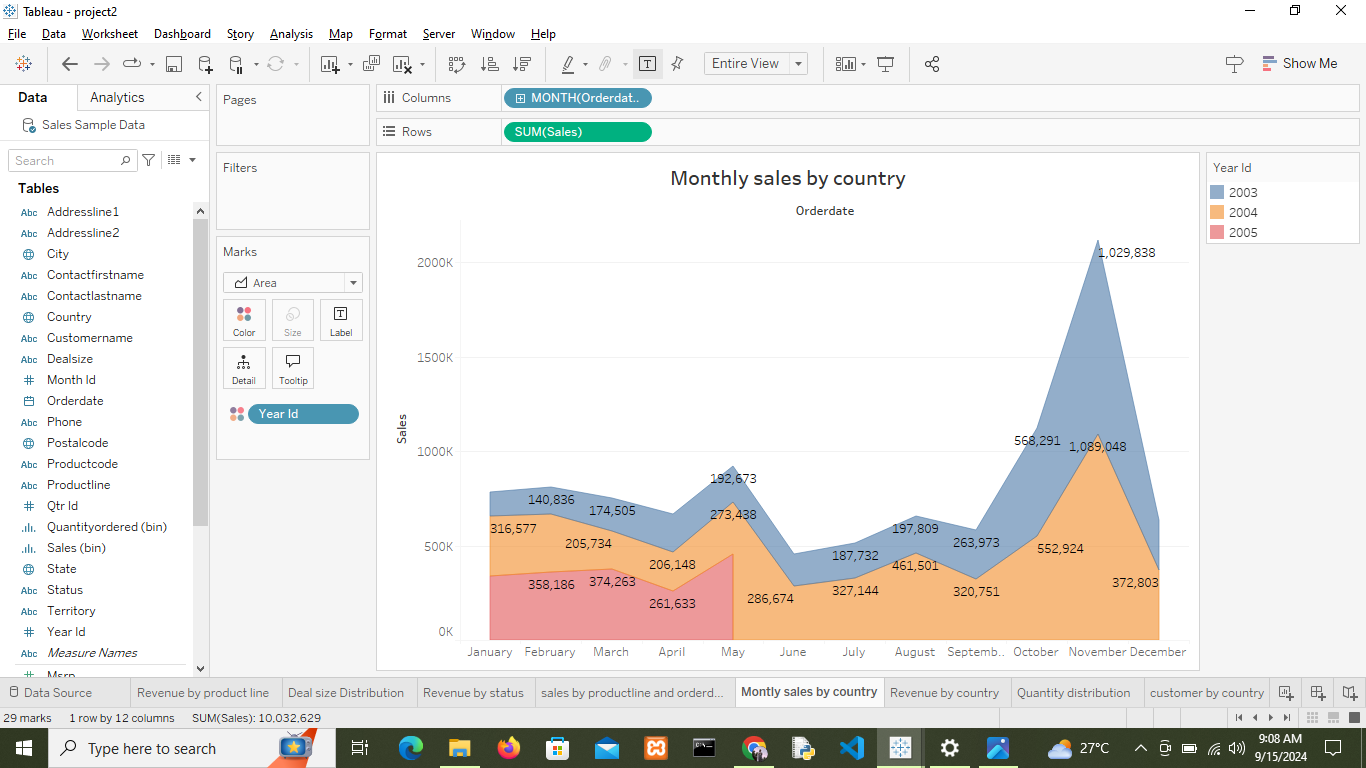 Tableau - project2
File Data Worksheet Dashboard Story Analysis Map Format Server Window Help
Entire View
Show Me
Data Analytics
Sales Sample Data
Search
Tables
Abc Addressline1
Abc Addressline2
City
Abc Contactfirstname
Abc Contactlastname
Country
Abc Customername
Abc Dealsize
# Month Id
Orderdate
Abc Phone
Postalcode
Abc Productcode
Abc Productline
# Qtr Id
Quantityordered (bin)
Sales (bin)
State
Abc Status
Abc Territory
# Year Id
Abc Measure Names
# Msrp
Pages
Filters
Marks
Area
Color Size Label
Detail Tooltip
Year Id
Columns MONTH(Orderdat..
Rows SUM(Sales)
Monthly sales by country
Orderdate
Sales
2000K
1500K
1000K
500K
0K
1,029,838
568,291
1,089,048
192,673
140,836
174,505
273,438
197,809
316,577
205,734
263,973
187,732
552,924
206,148
461,501
358,186
374,263
372,803
327,144
320,751
286,674
261,633
January February March April May June July August Septemb.. October November December
Year Id
2003
2004
2005
Data Source Revenue by product line Deal size Distribution Revenue by status sales by productline and orderd... Montly sales by country Revenue by country Quantity distribution customer by country
29 marks 1 row by 12 columns SUM(Sales): 10,032,629
Type here to search
27°C
9:08 AM
9/15/2024